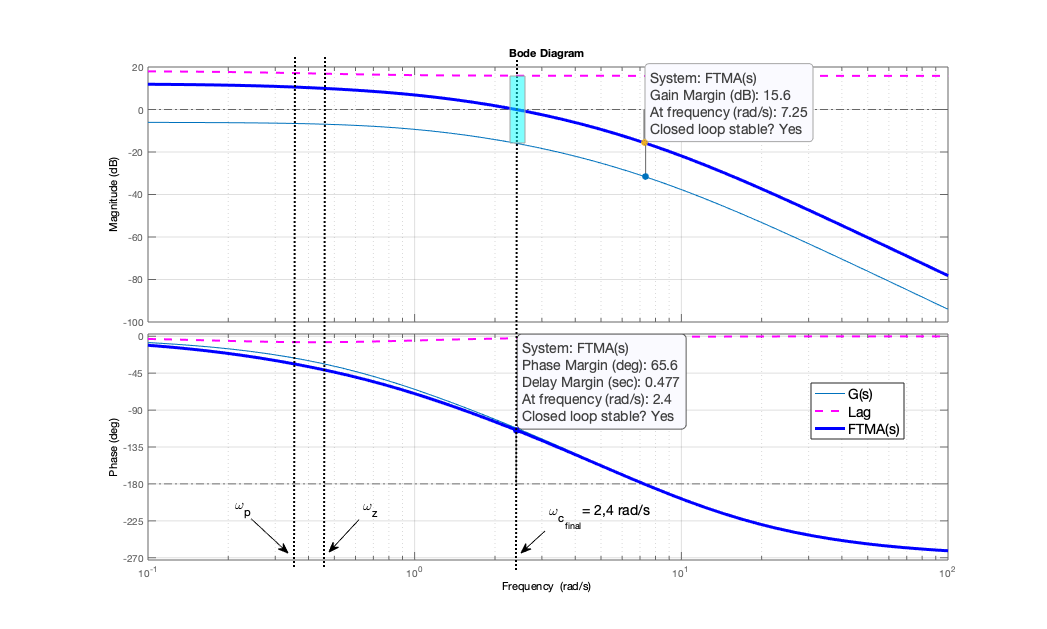 Bode Diagram
20
0
-20
-40
-60
-80
-100
Magnitude (dB)
System: FTMA(s)
Gain Margin (dB): 15.6
At frequency (rad/s): 7.25
Closed loop stable? Yes
0
-45
-90
-135
-180
-225
-270
Phase (deg)
System: FTMA(s)
Phase Margin (deg): 65.6
Delay Margin (sec): 0.477
At frequency (rad/s): 2.4
Closed loop stable? Yes
G(s)
Lag
FTMA(s)
ωp
ωz
ωcfinal = 2,4 rad/s
10-1
100
101
102
Frequency (rad/s)